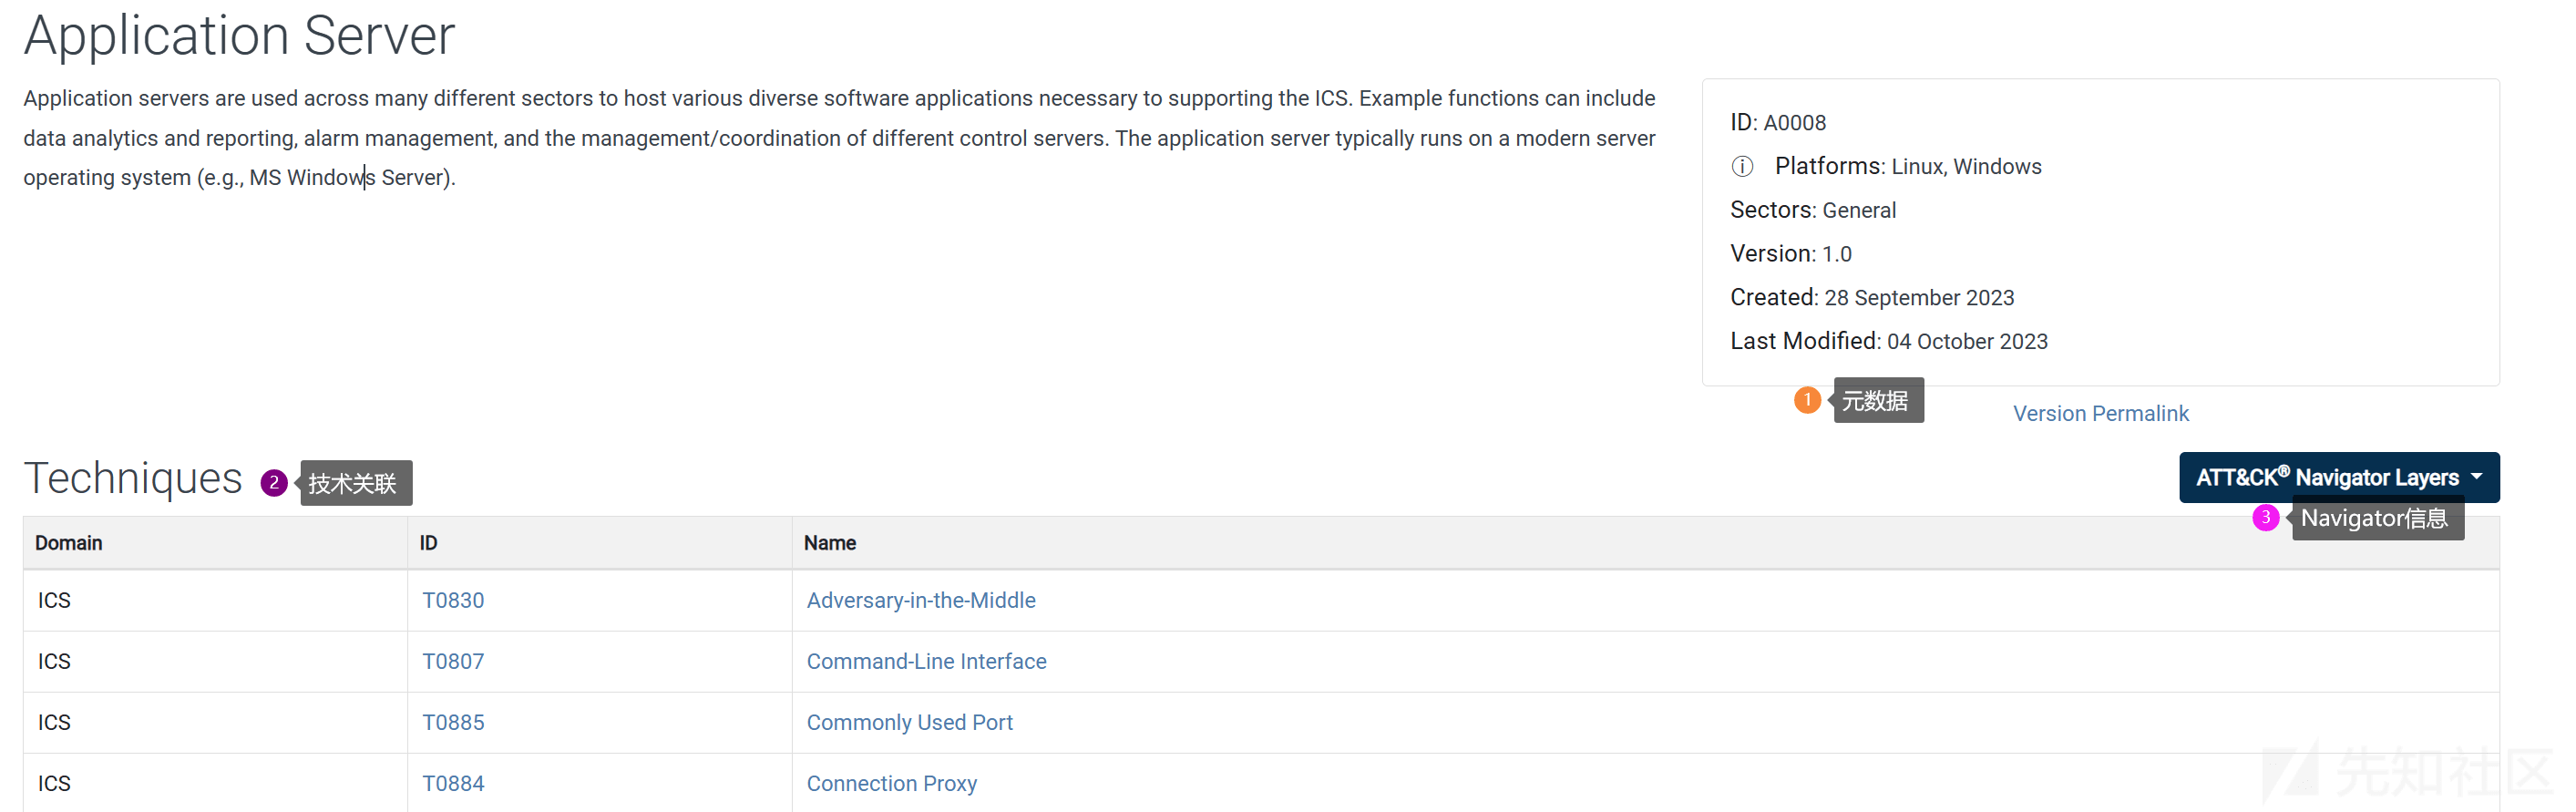 Application Server
Application servers are used across many different sectors to host various diverse software applications necessary to supporting the ICS. Example functions can include
data analytics and reporting, alarm management, and the management/coordination of different control servers. The application server typically runs on a modern server
operating system (e.g., MS Windows Server).
ID: A0008
ⓘ Platforms: Linux, Windows
Sectors: General
Version: 1.0
Created: 28 September 2023
Last Modified: 04 October 2023
1 元数据
Version Permalink
Techniques 2 技术关联
ATT&CK® Navigator Layers
3 Navigator信息
Domain ID Name
ICS T0830 Adversary-in-the-Middle
ICS T0807 Command-Line Interface
ICS T0885 Commonly Used Port
ICS T0884 Connection Proxy
先知社区